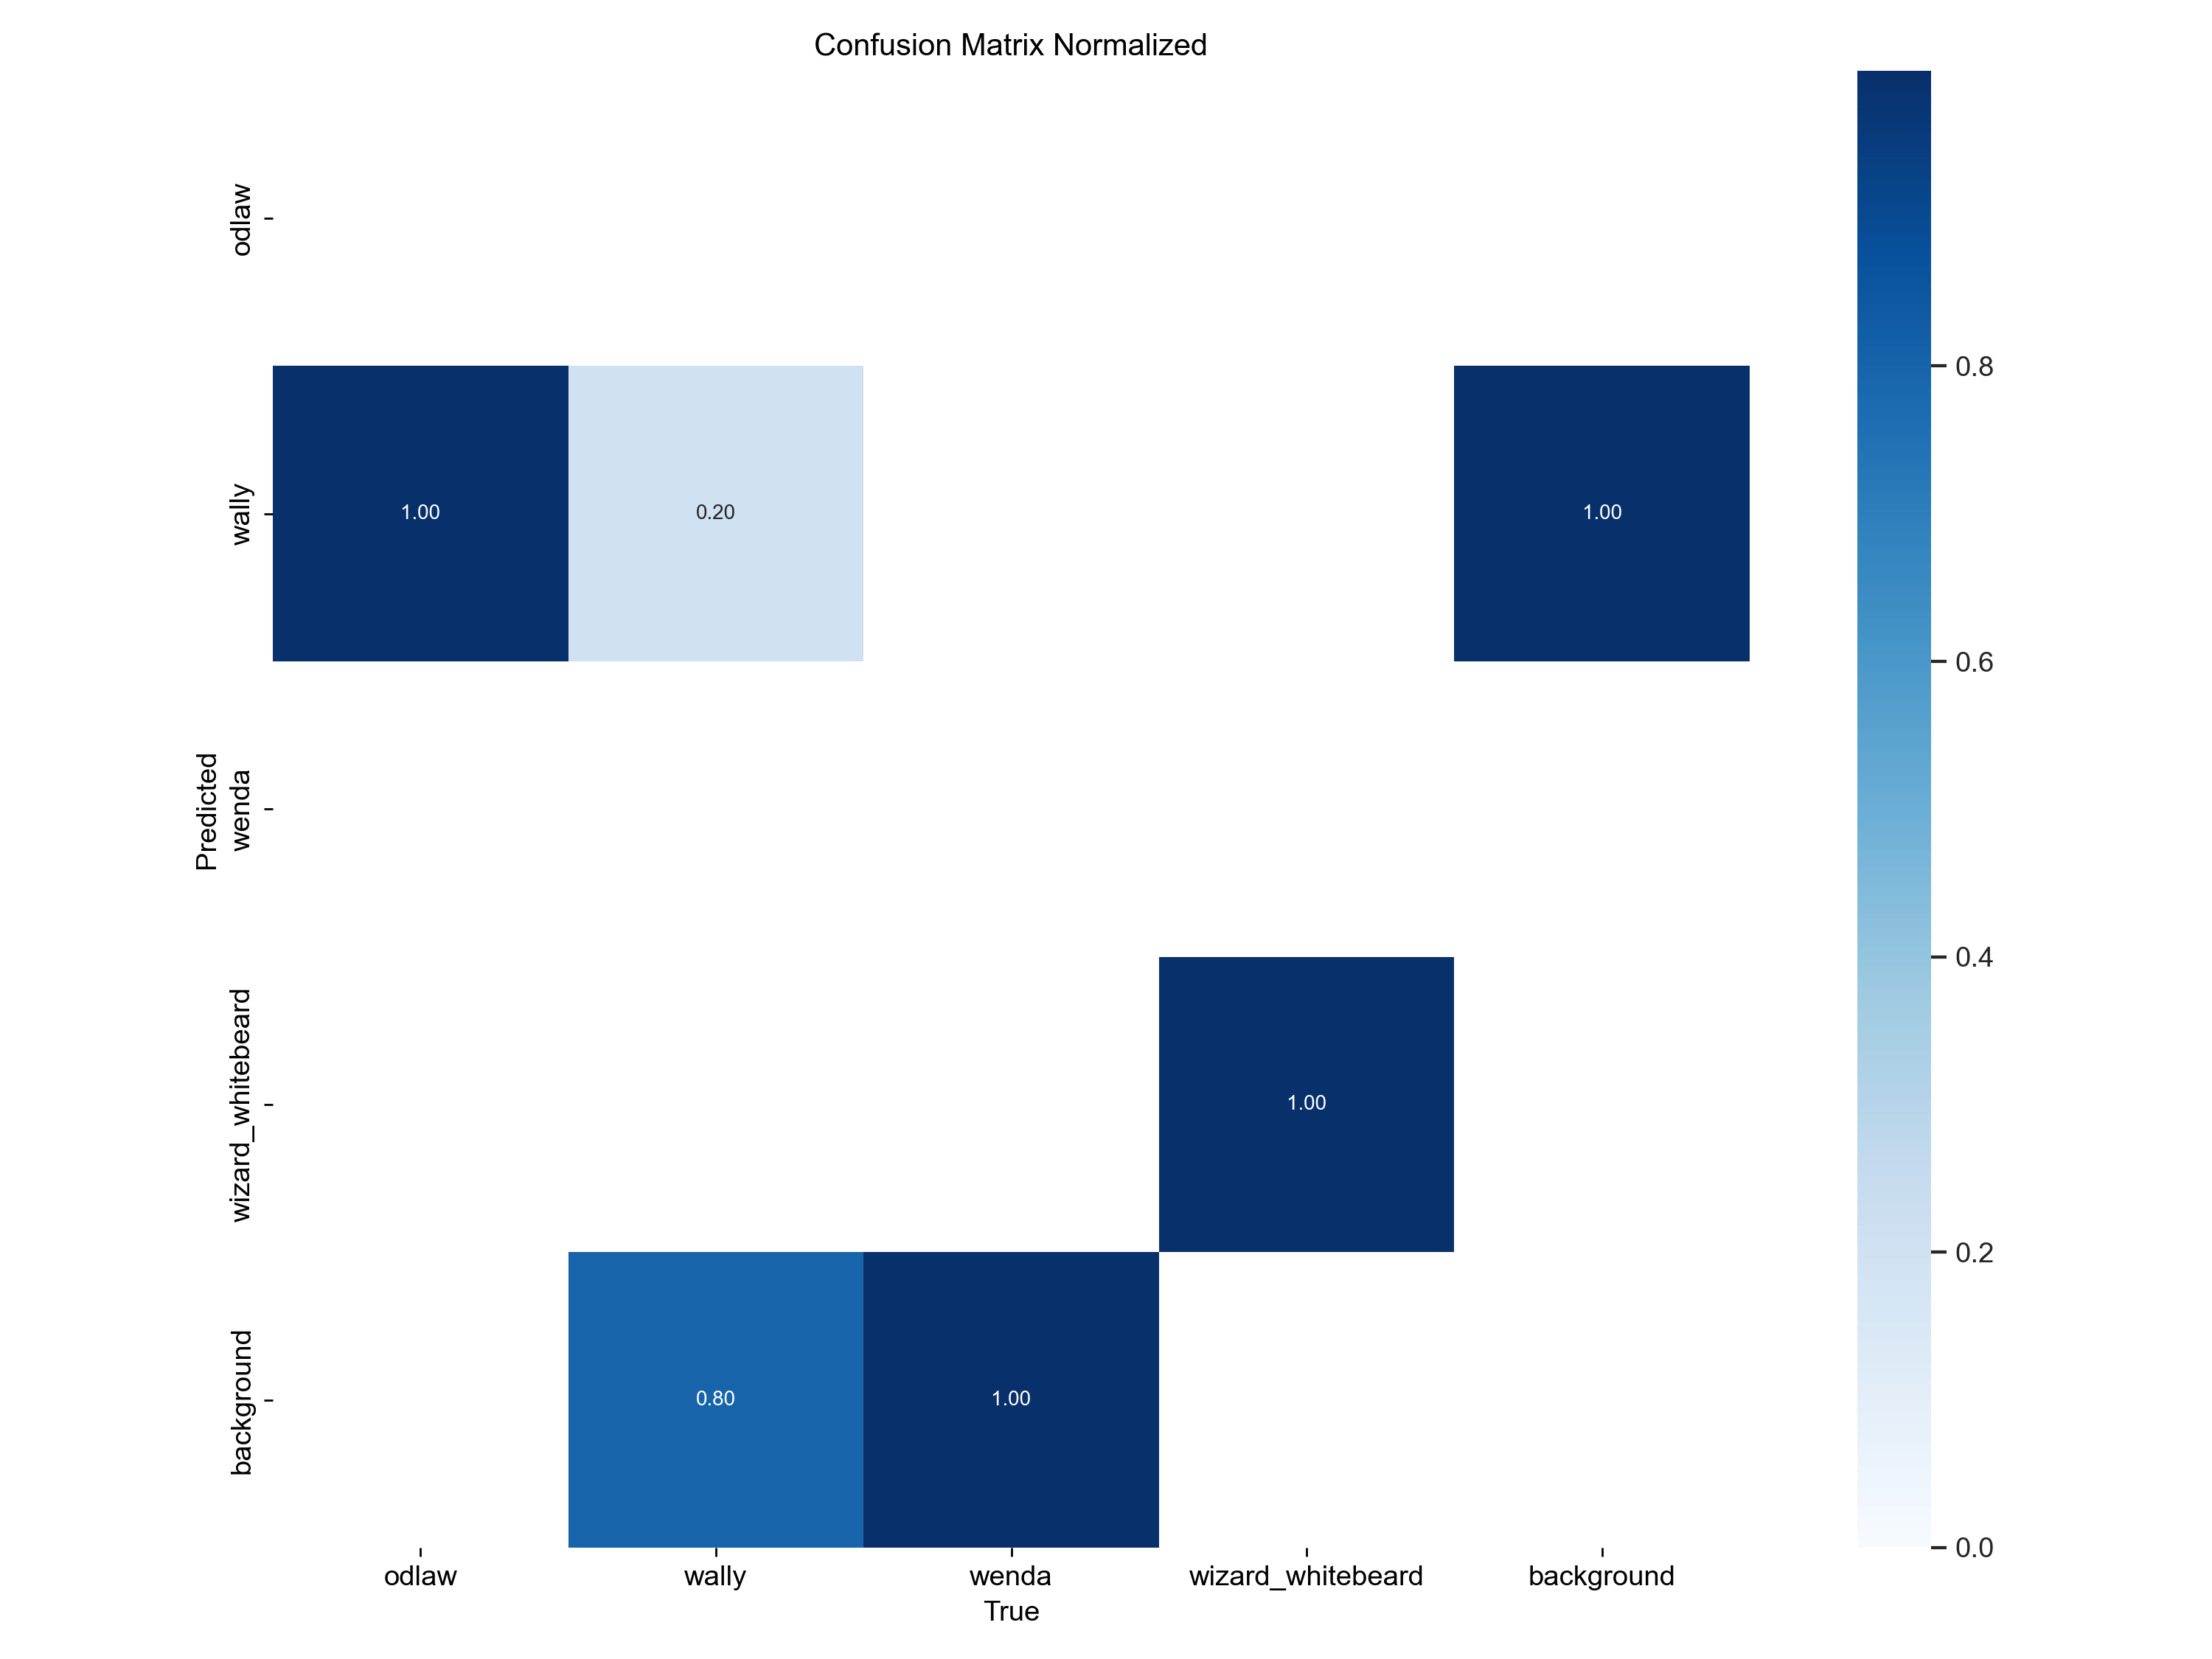 Confusion Matrix Normalized
odlaw
wally
wenda
wizard_whitebeard
background
Predicted
1.00
0.20
1.00
1.00
0.80
1.00
odlaw
wally
wenda
wizard_whitebeard
background
True
0.8
0.6
0.4
0.2
0.0